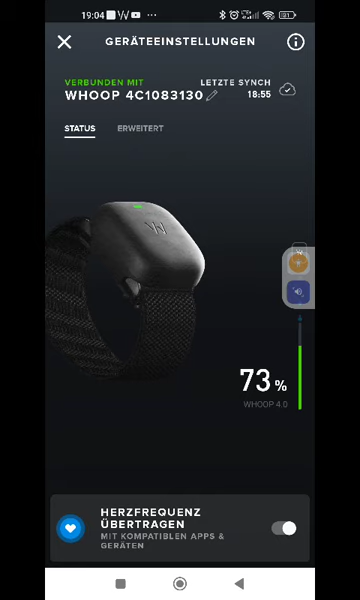 19:04
GERÄTEEINSTELLUNGEN
VERBUNDEN MIT
LETZTE SYNCH
WHOOP 4C1083130
18:55
STATUS
ERWEITERT
73%
WHOOP 4.0
HERZFREQUENZ
ÜBERTRAGEN
MIT KOMPATIBLEN APPS &
GERÄTEN